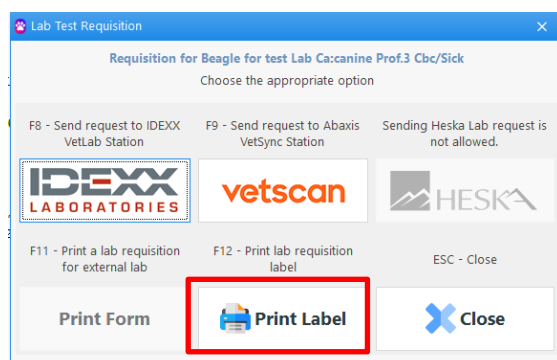 Lab Test Requisition
Requisition for Beagle for test Lab Ca:canine Prof.3 Cbc/Sick
Choose the appropriate option
F8 - Send request to IDEXX
VetLab Station
F9 - Send request to Abaxis
VetSync Station
Sending Heska Lab request is
not allowed.
IDEXX
LABORATORIES
vetscan
HESKA
F11 - Print a lab requisition
for external lab
F12 - Print lab requisition
label
ESC - Close
Print Form
Print Label
Close